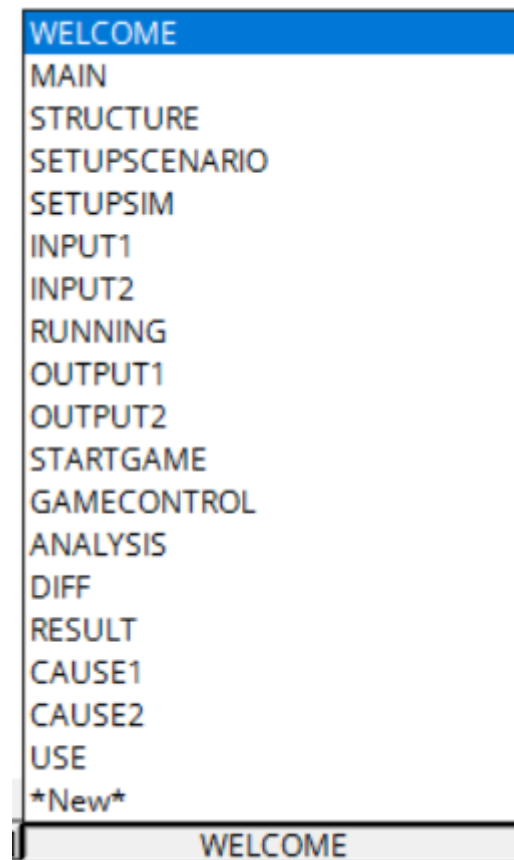 WELCOME
MAIN
STRUCTURE
SETUPSCENARIO
SETUPSIM
INPUT1
INPUT2
RUNNING
OUTPUT1
OUTPUT2
STARTGAME
GAMECONTROL
ANALYSIS
DIFF
RESULT
CAUSE1
CAUSE2
USE
*New*
WELCOME